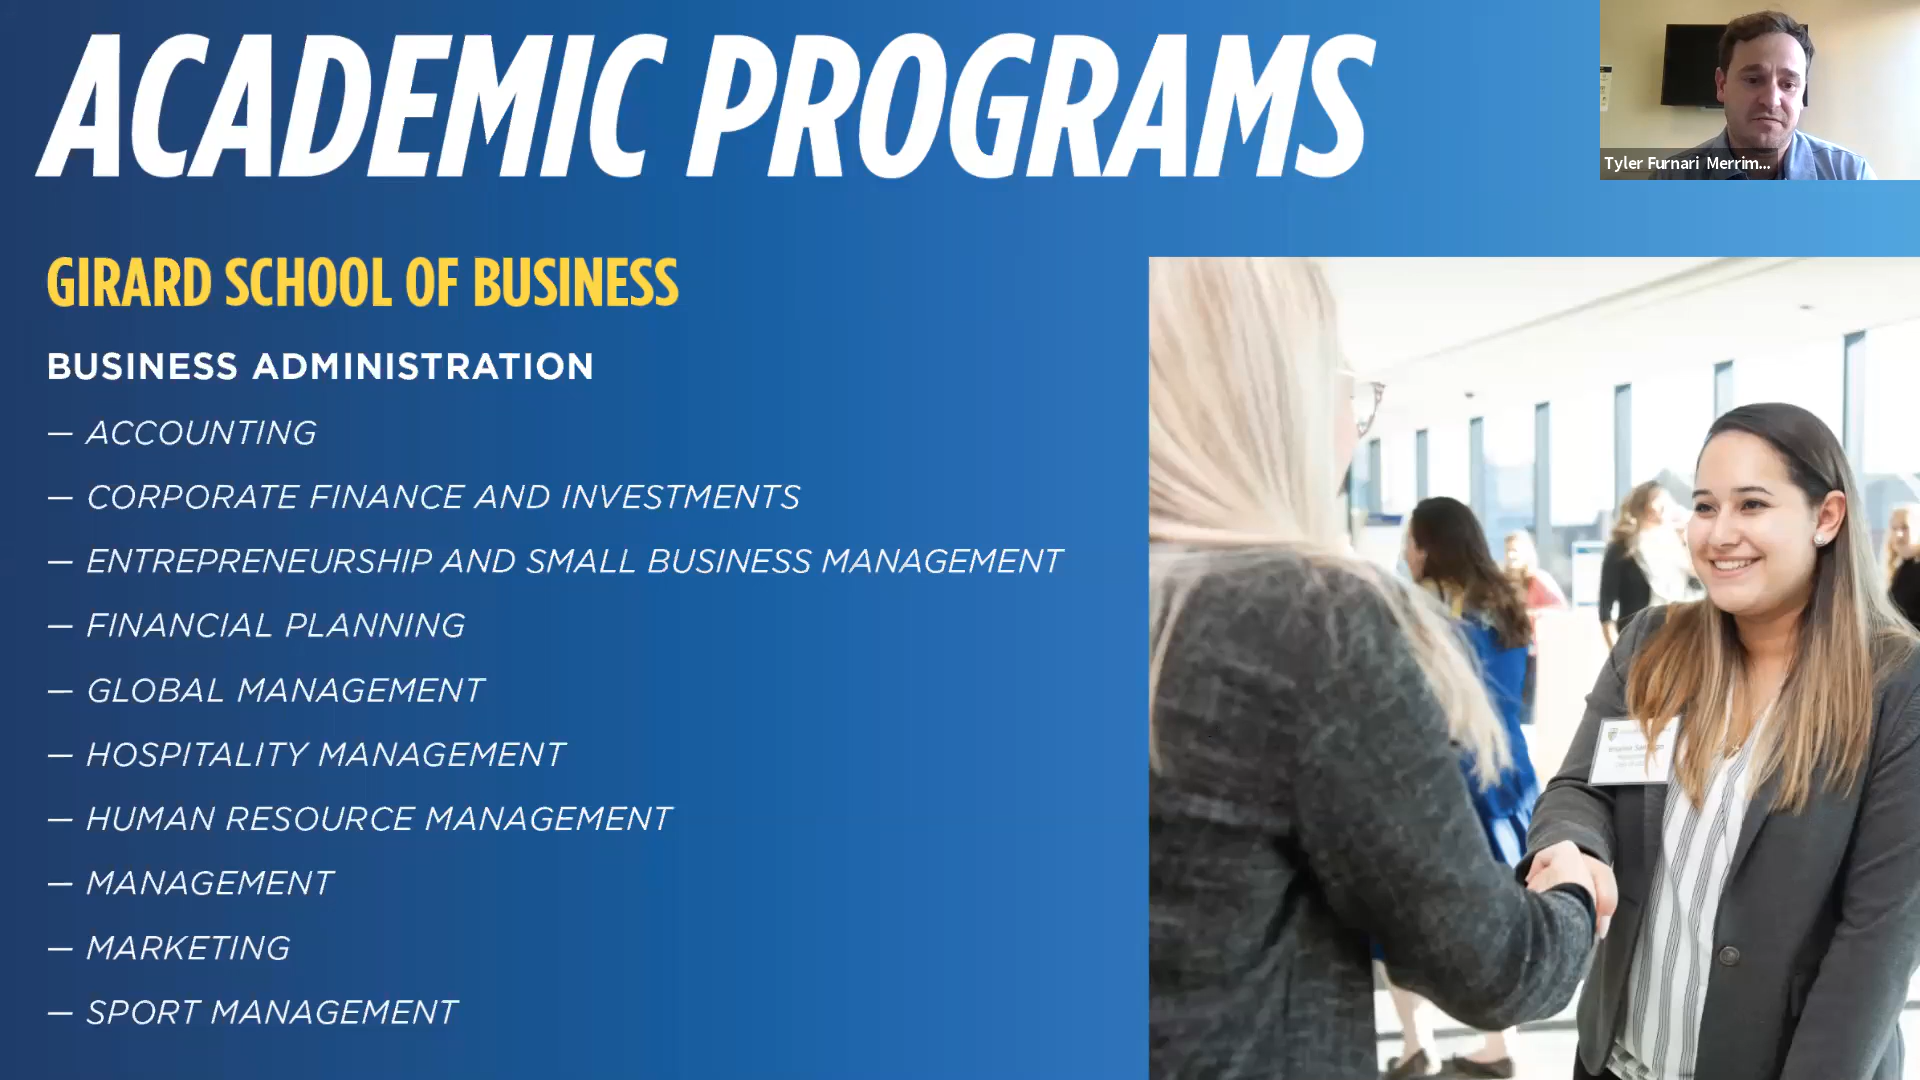 ACADEMIC PROGRAMS
Tyler Furnari Merrim...
GIRARD SCHOOL OF BUSINESS
BUSINESS ADMINISTRATION
— ACCOUNTING
— CORPORATE FINANCE AND INVESTMENTS
— ENTREPRENEURSHIP AND SMALL BUSINESS MANAGEMENT
— FINANCIAL PLANNING
— GLOBAL MANAGEMENT
— HOSPITALITY MANAGEMENT
— HUMAN RESOURCE MANAGEMENT
— MANAGEMENT
— MARKETING
— SPORT MANAGEMENT